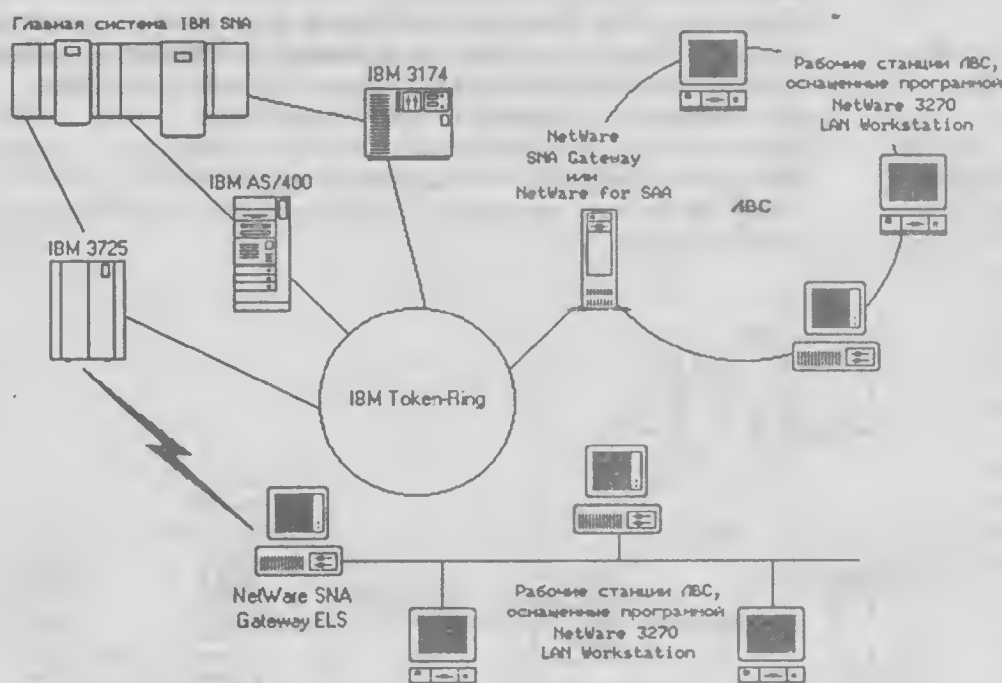 Главная система IBM SNA
IBM 3174
Рабочие станции ЛВС,
оснащенные программой
NetWare 3270
LAN Workstation
NetWare
SNA Gateway
или
NetWare for SAA
ЛВС
IBM AS/400
IBM 3725
IBM Token-Ring
NetWare SNA
Gateway ELS
Рабочие станции ЛВС,
оснащенные программой
NetWare 3270
LAN Workstation